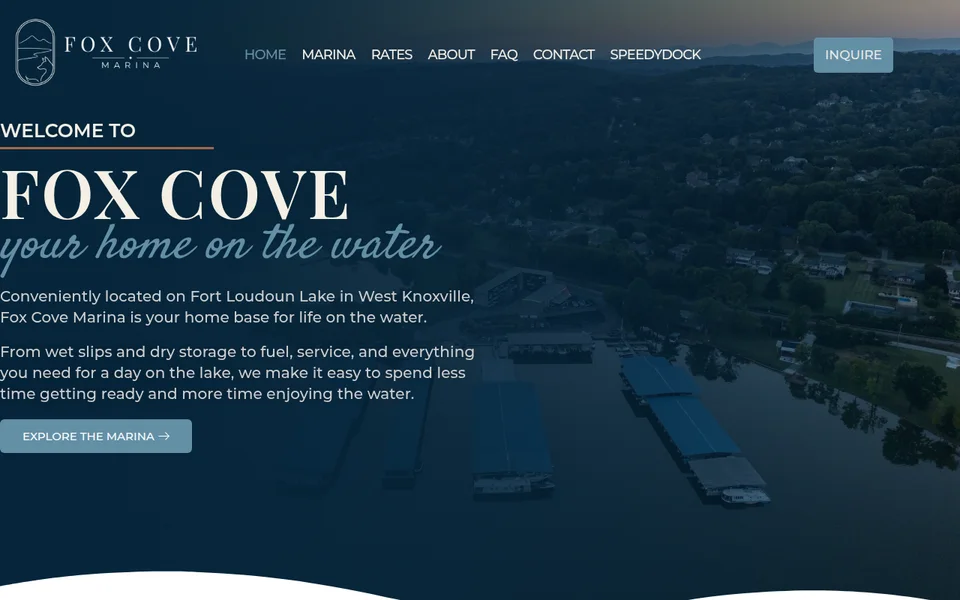 FOX COVE
MARINA
HOME MARINA RATES ABOUT FAQ CONTACT SPEEDYDOCK
INQUIRE
WELCOME TO
FOX COVE
your home on the water
Conveniently located on Fort Loudoun Lake in West Knoxville,
Fox Cove Marina is your home base for life on the water.
From wet slips and dry storage to fuel, service, and everything
you need for a day on the lake, we make it easy to spend less
time getting ready and more time enjoying the water.
EXPLORE THE MARINA →